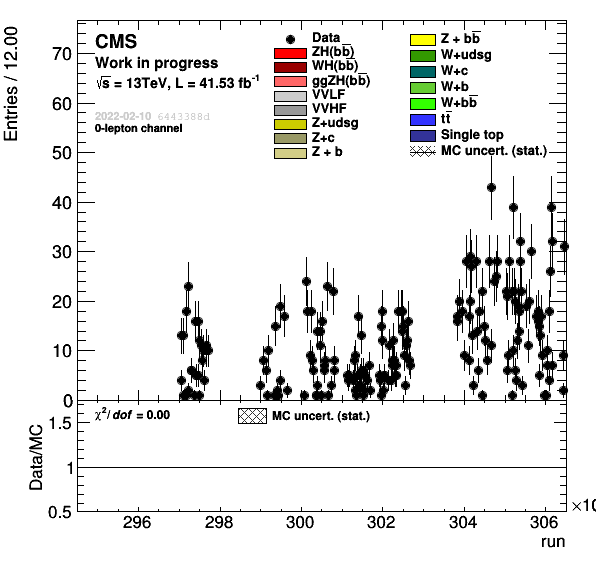 Entries / 12.00
CMS
Work in progress
√s = 13TeV, L = 41.53 fb⁻¹
2022-02-10 6443388d
0-lepton channel
Data
ZH(bb̅)
WH(bb̅)
ggZH(bb̅)
VVLF
VVHF
Z+udsg
Z+c
Z + b
Z + bb̅
W+udsg
W+c
W+b
W+bb̅
tt̅
Single top
MC uncert. (stat.)
70
60
50
40
30
20
10
0
χ²/dof = 0.00
MC uncert. (stat.)
Data/MC
1.5
1
0.5
296 298 300 302 304 306
×10
run